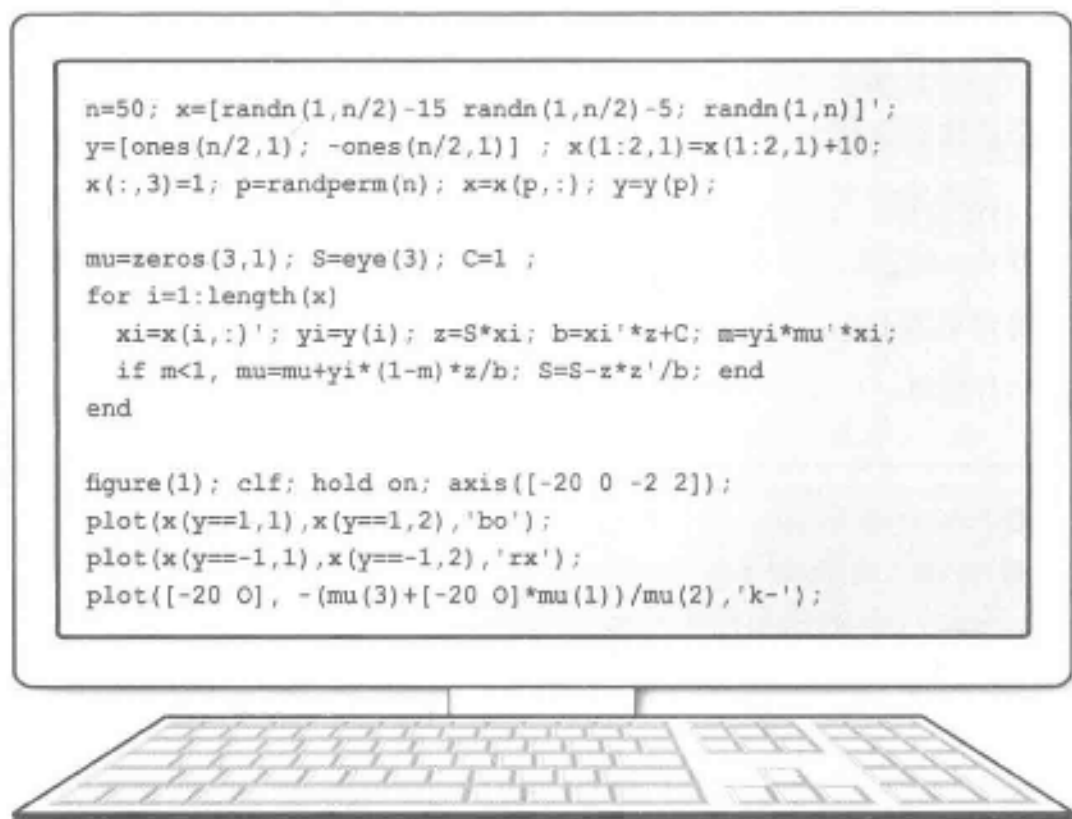 n=50; x=[randn(1,n/2)-15 randn(1,n/2)-5; randn(1,n)]';
y=[ones(n/2,1); -ones(n/2,1)] ; x(1:2,1)=x(1:2,1)+10;
x(:,3)=1; p=randperm(n); x=x(p,:); y=y(p);
mu=zeros(3,1); S=eye(3); C=1 ;
for i=1:length(x)
xi=x(i,:)'; yi=y(i); z=S*xi; b=xi'*z+C; m=yi*mu'*xi;
if m<1, mu=mu+yi*(1-m)*z/b; S=S-z*z'/b; end
end
figure(1); clf; hold on; axis([-20 0 -2 2]);
plot(x(y==1,1),x(y==1,2),'bo');
plot(x(y==-1,1),x(y==-1,2),'rx');
plot([-20 O], -(mu(3)+[-20 O]*mu(1))/mu(2),'k-');